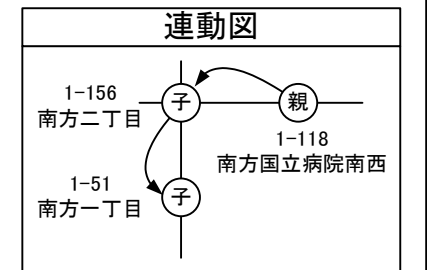 連動図
1-156
南方二丁目
子
親
1-118
南方国立病院南西
1-51
南方一丁目
子